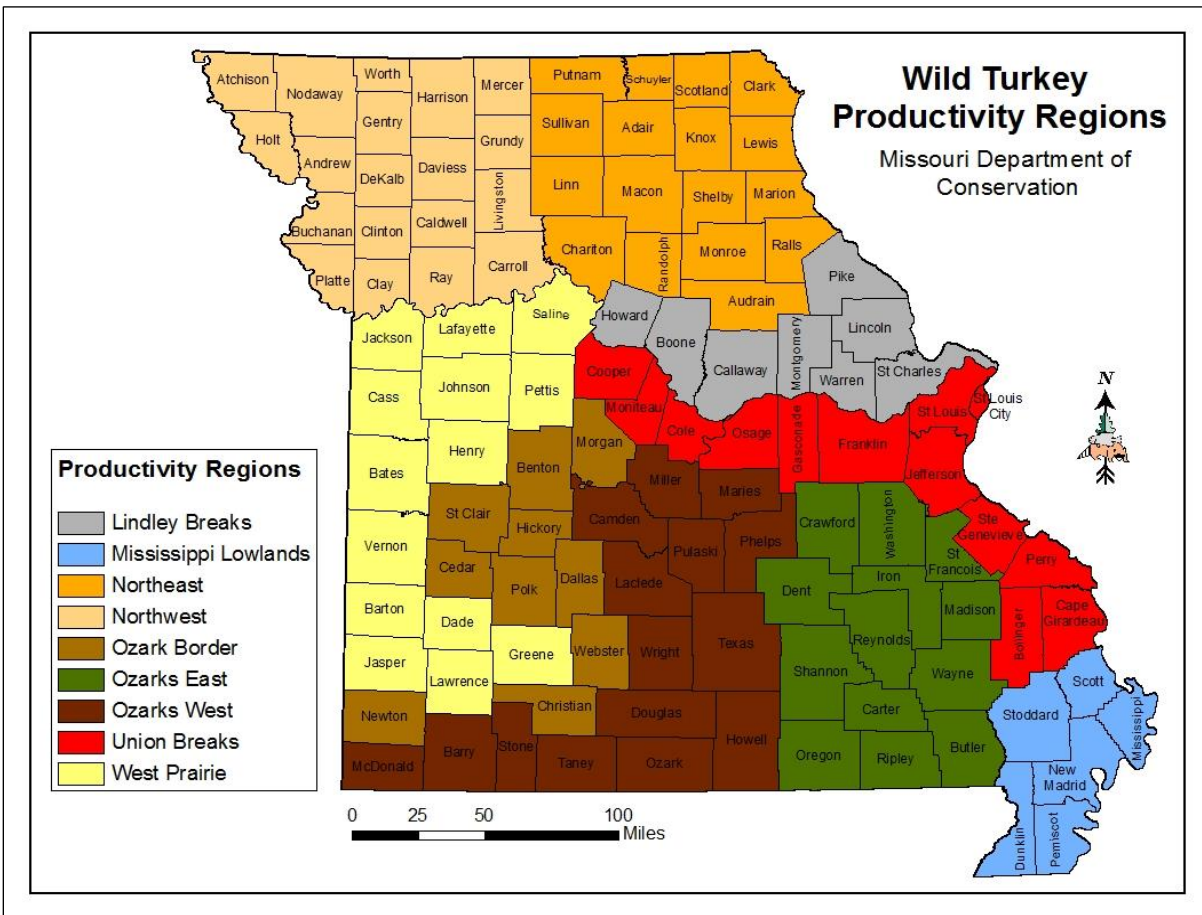 Wild Turkey
Productivity Regions
Missouri Department of
Conservation
Atchison
Nodaway
Worth
Harrison
Mercer
Putnam
Schuyler
Scotland
Clark
Holt
Gentry
Andrew
DeKalb
Daviess
Grundy
Sullivan
Adair
Knox
Lewis
Livingston
Linn
Macon
Shelby
Marion
Buchanan
Clinton
Caldwell
Platte
Clay
Ray
Carroll
Chariton
Randolph
Monroe
Ralls
Audrain
Pike
Jackson
Lafayette
Saline
Howard
Boone
Callaway
Montgomery
Lincoln
Warren
St Charles
Cass
Johnson
Pettis
Cooper
Moniteau
Cole
Osage
Gasconade
Franklin
St Louis
St Louis
City
Jefferson
N
Bates
Henry
Benton
Morgan
Miller
Maries
Vernon
St Clair
Hickory
Camden
Pulaski
Phelps
Crawford
Washington
St
Francois
Ste
Genevieve
Perry
Cedar
Polk
Dallas
Laclede
Dent
Iron
Madison
Bollinger
Cape
Girardeau
Barton
Dade
Greene
Webster
Wright
Texas
Reynolds
Shannon
Wayne
Jasper
Lawrence
Christian
Douglas
Howell
Carter
Newton
McDonald
Barry
Stone
Taney
Ozark
Oregon
Ripley
Butler
Stoddard
Scott
Mississippi
New
Madrid
Dunklin
Pemiscot
Productivity Regions
Lindley Breaks
Mississippi Lowlands
Northeast
Northwest
Ozark Border
Ozarks East
Ozarks West
Union Breaks
West Prairie
0 25 50 100
Miles